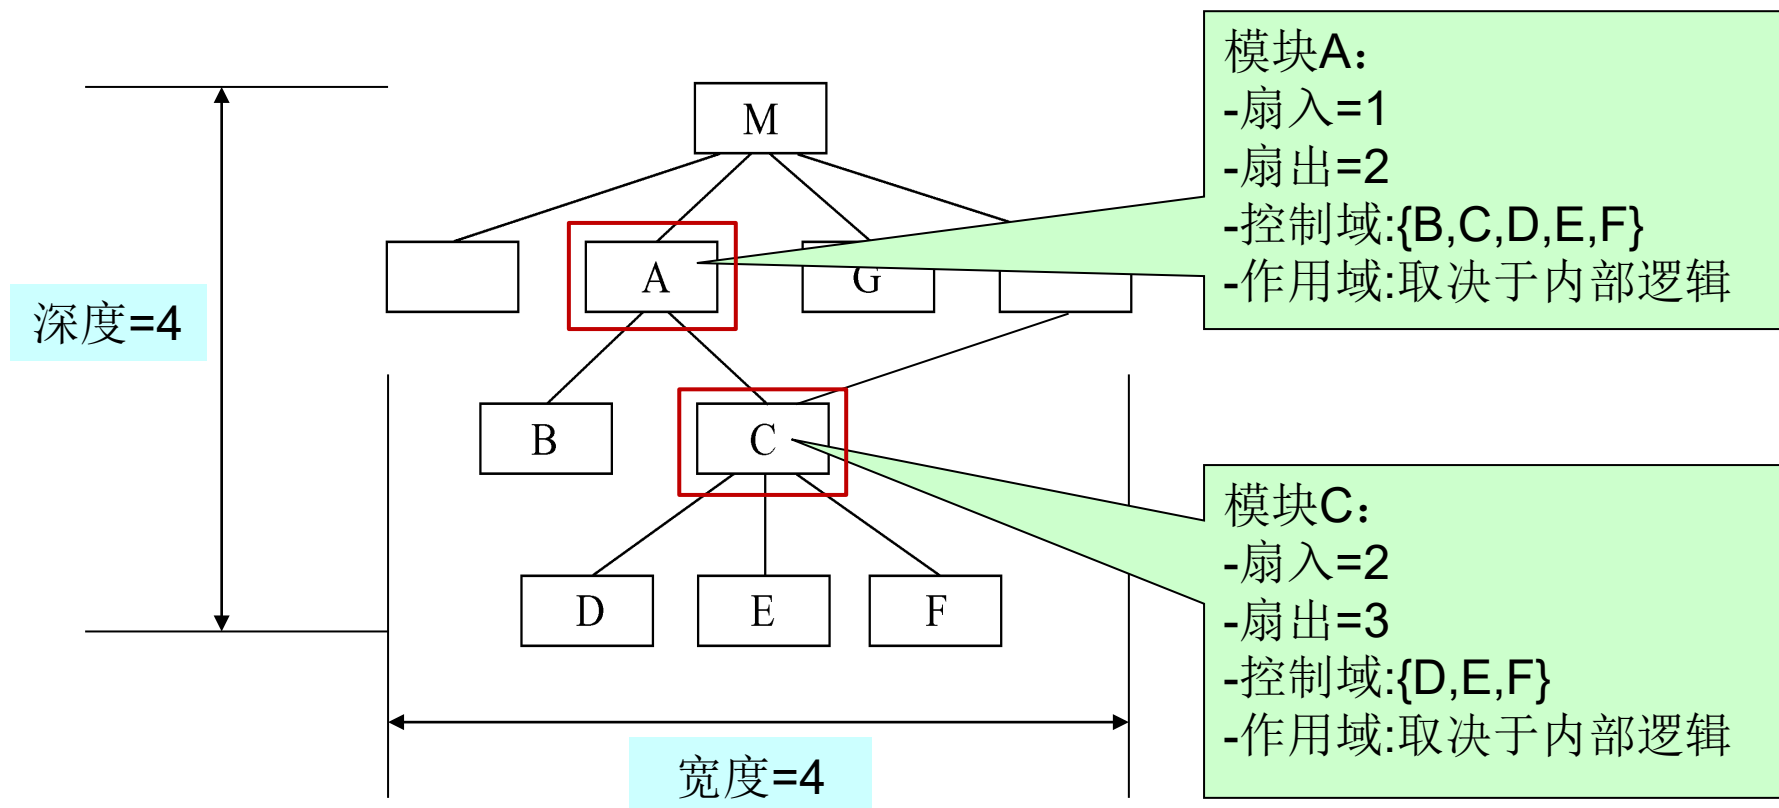 模块A：
-扇入=1
-扇出=2
-控制域:{B,C,D,E,F}
-作用域:取决于内部逻辑
M
A
G
深度=4
B
C
模块C：
-扇入=2
-扇出=3
-控制域:{D,E,F}
-作用域:取决于内部逻辑
D
E
F
宽度=4